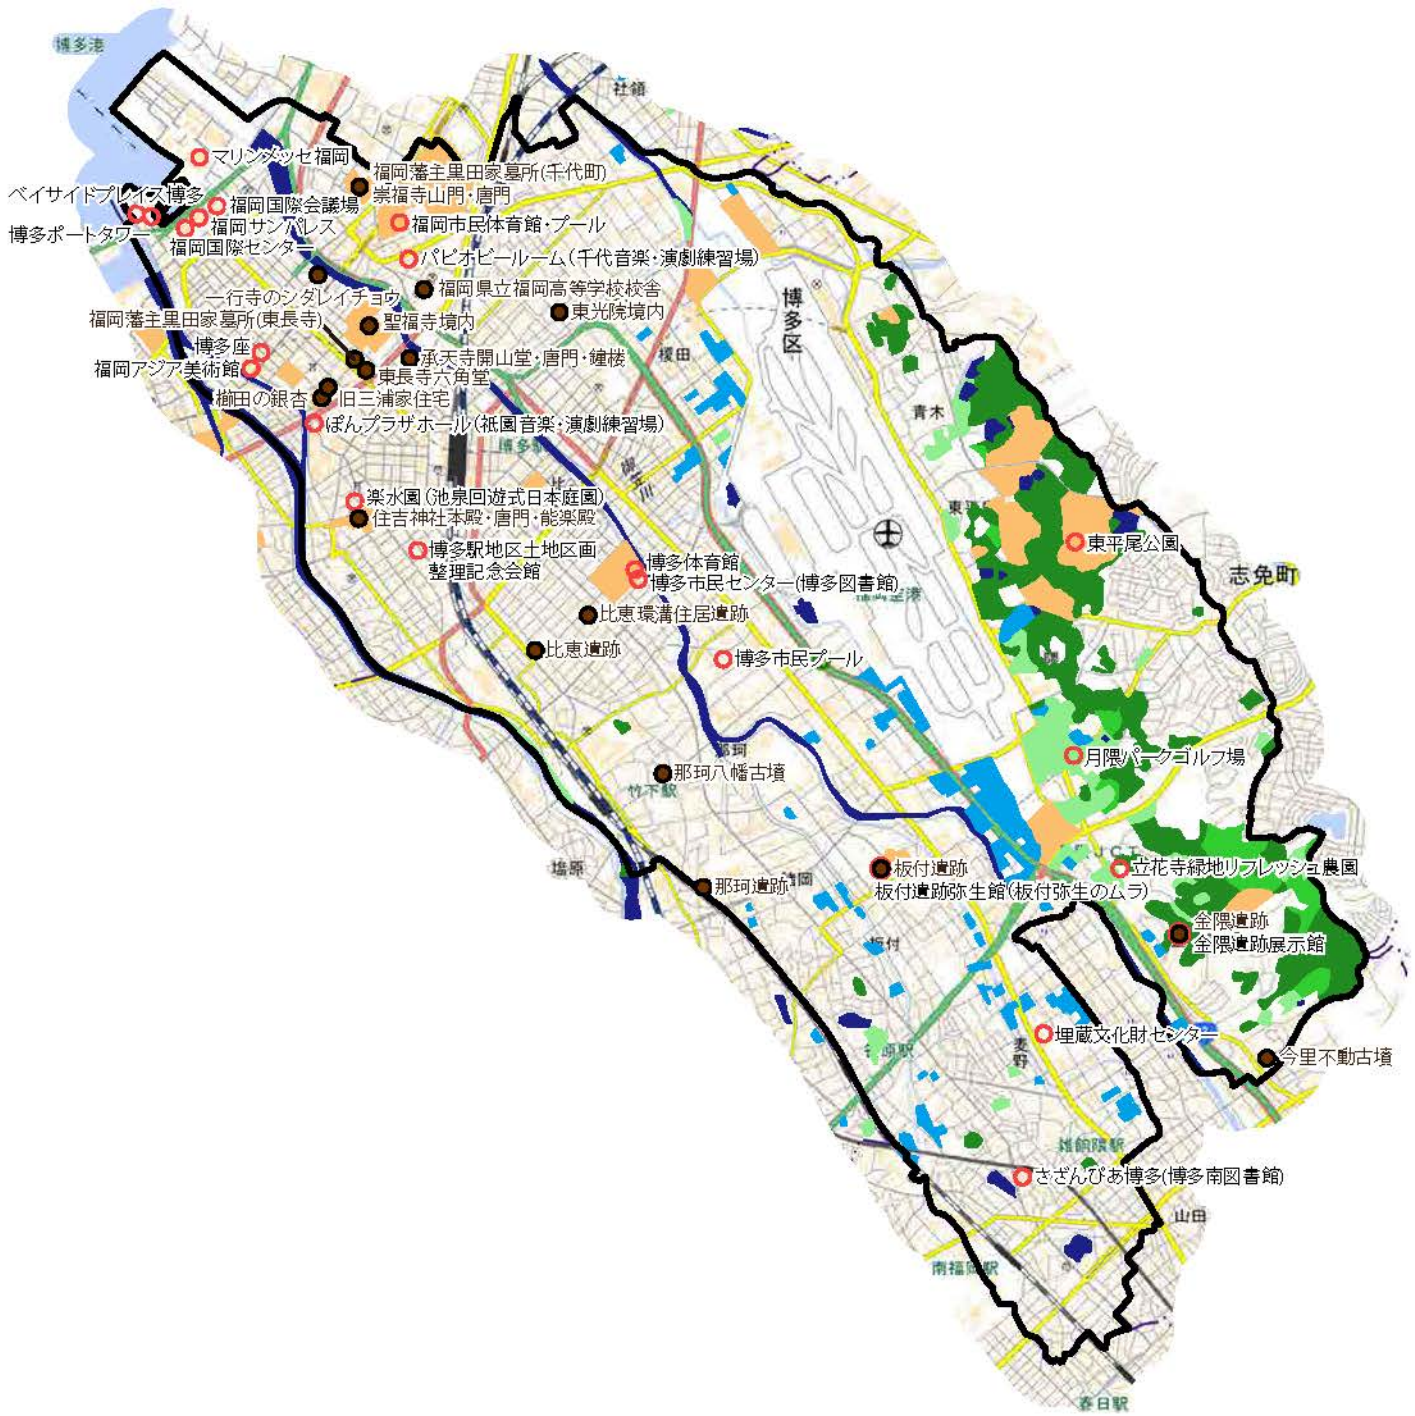 博多港
社領
マリンメッセ福岡
福岡藩主黒田家墓所(千代町)
崇福寺山門・唐門
ベイサイドプレイス博多
福岡国際会議場
福岡市民体育館・プール
福岡サンパレス
博多ポートタワー
福岡国際センター
パピオビールーム(千代音楽・演劇練習場)
一行寺のシダレイチョウ
福岡県立福岡高等学校校舎
博多区
東光院境内
福岡藩主黒田家墓所(東長寺)
聖福寺境内
博多座
承天寺開山堂・唐門・鐘楼
榎田
福岡アジア美術館
東長寺六角堂
櫛田の銀杏
旧三浦家住宅
青木
ぽんプラザホール(祇園音楽・演劇練習場)
御笠川
楽水園(池泉回遊式日本庭園)
住吉神社本殿・唐門・能楽殿
東平尾公園
博多駅地区土地区画
整理記念会館
博多体育館
博多市民センター(博多図書館)
志免町
福岡空港
比恵環溝住居遺跡
比恵遺跡
博多市民プール
那珂
月隈パークゴルフ場
那珂八幡古墳
竹下駅
塩原
板付遺跡
立花寺緑地リフレッシュ農園
那珂遺跡
諸岡
板付遺跡弥生館(板付弥生のムラ)
金隈遺跡
金隈遺跡展示館
板付
埋蔵文化財センター
麦野
笹原駅
今里不動古墳
雑餉隈駅
さざんぴあ博多(博多南図書館)
山田
南福岡駅
春日駅